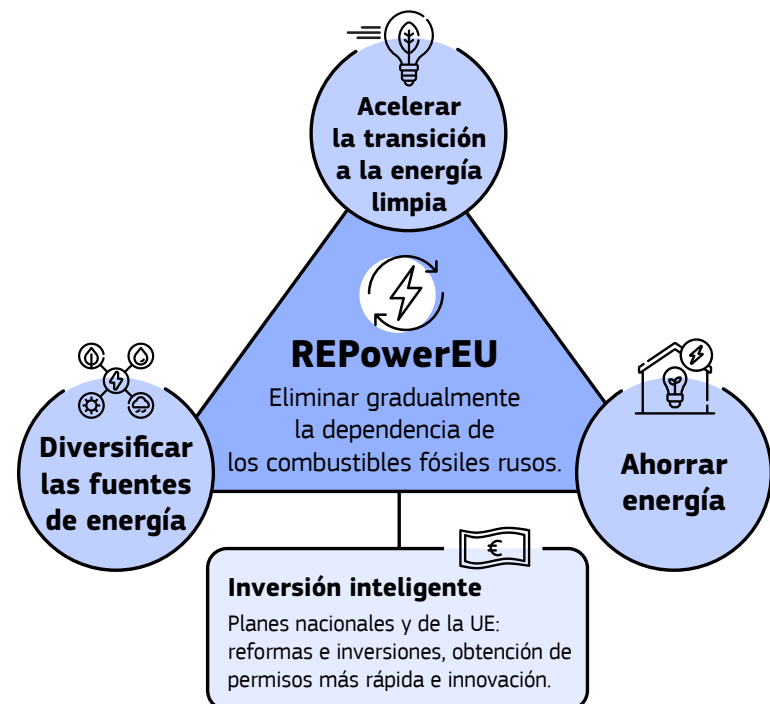 Acelerar
la transición
a la energía
limpia
REPowerEU
Eliminar gradualmente
la dependencia de
los combustibles fósiles rusos.
Diversificar
las fuentes
de energía
Ahorrar
energía
€
Inversión inteligente
Planes nacionales y de la UE:
reformas e inversiones, obtención de
permisos más rápida e innovación.